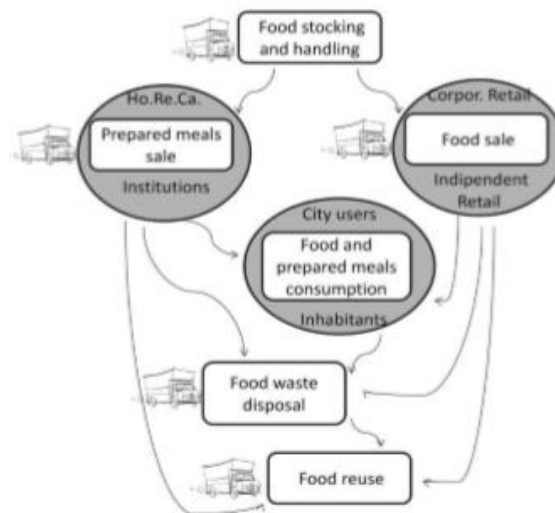 Food stocking
and handling
Ho.Re.Ca.
Prepared meals
sale
Institutions
Corpor. Retail
Food sale
Indipendent
Retail
City users
Food and
prepared meals
consumption
Inhabitants
Food waste
disposal
Food reuse